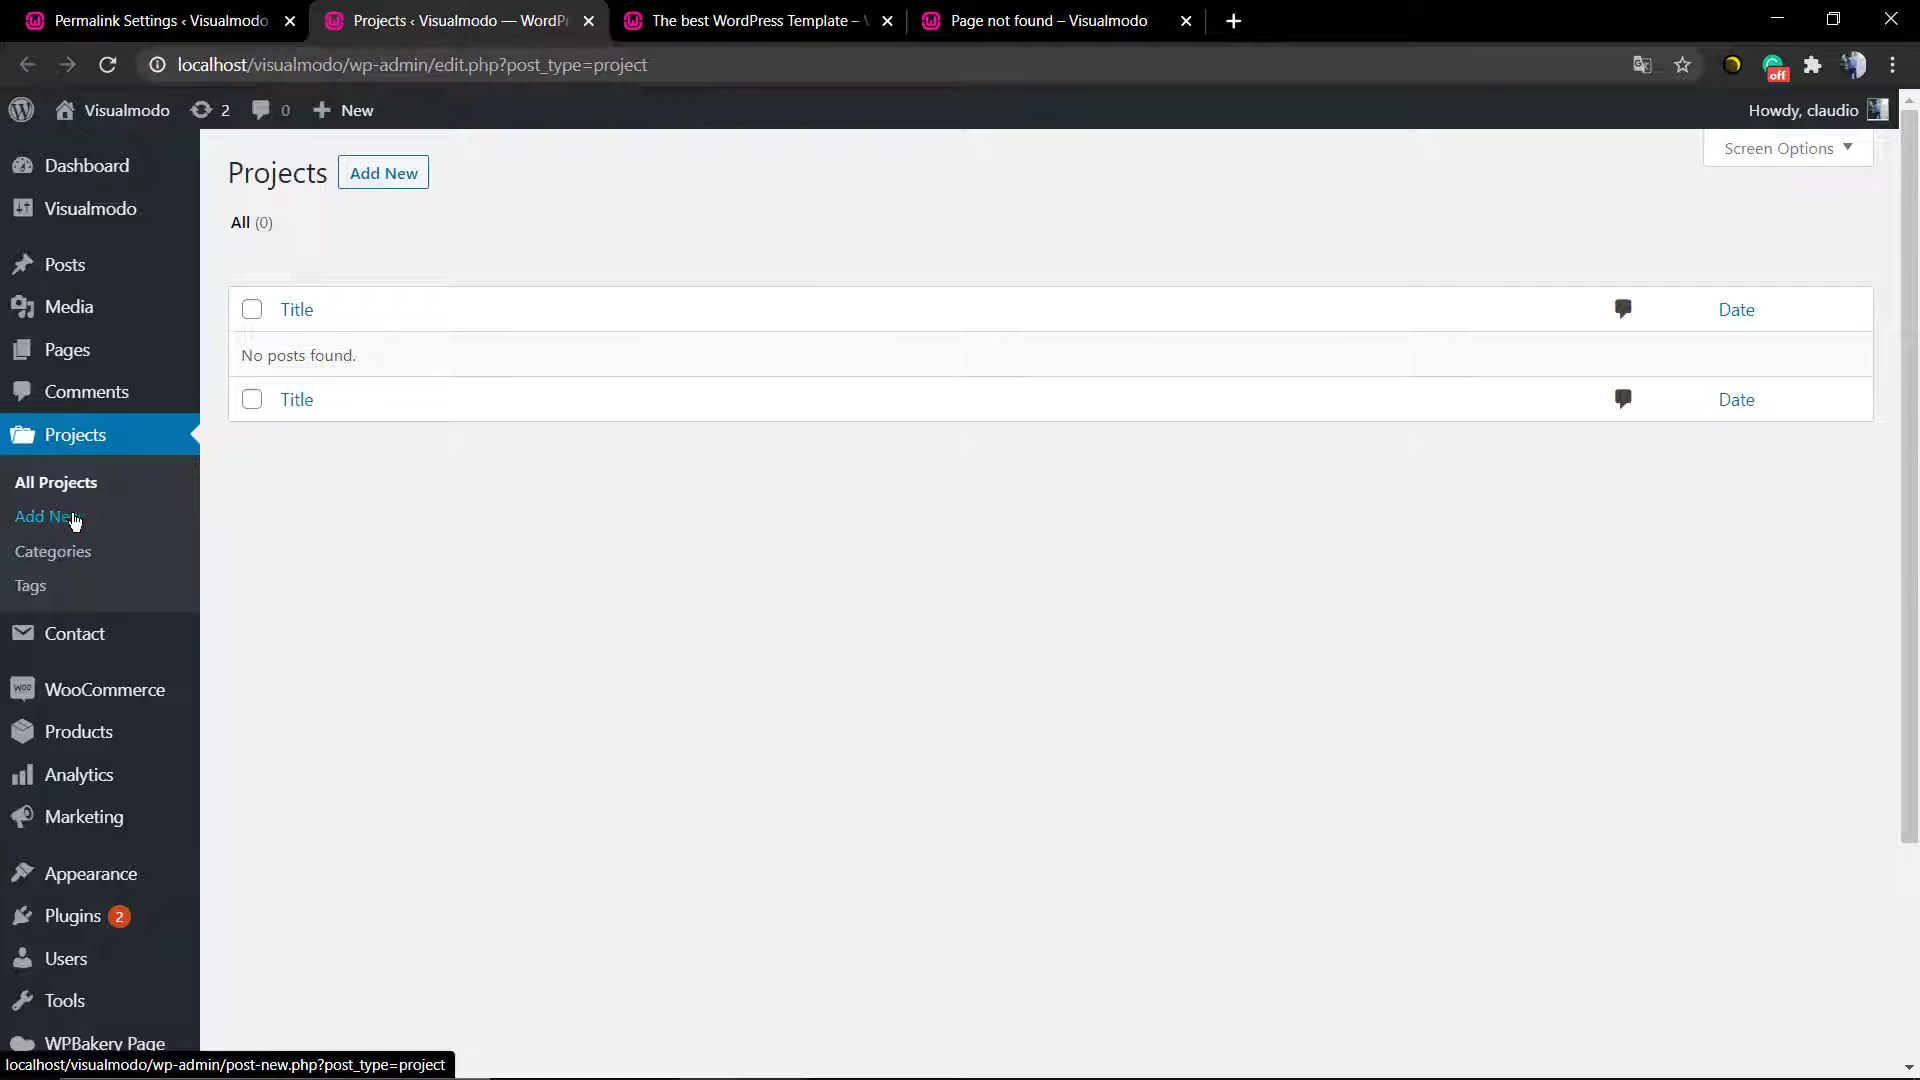 Permalink Settings ‹ Visualmodo
Projects ‹ Visualmodo — WordP
The best WordPress Template –
Page not found – Visualmodo
localhost/visualmodo/wp-admin/edit.php?post_type=project
off
Visualmodo
2
0
New
Howdy, claudio
Screen Options
Dashboard
Visualmodo
Posts
Media
Pages
Comments
Projects
All Projects
Add New
Categories
Tags
Contact
WOO
WooCommerce
Products
Analytics
Marketing
Appearance
Plugins 2
Users
Tools
WPBakery Page
Projects
Add New
All (0)
Title
Date
No posts found.
Title
Date
localhost/visualmodo/wp-admin/post-new.php?post_type=project